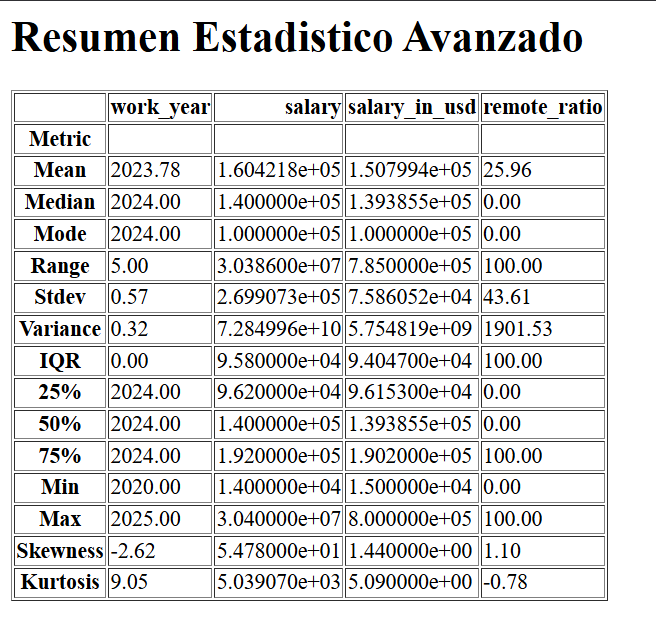 Resumen Estadistico Avanzado
work_year salary salary_in_usd remote_ratio
Metric
Mean 2023.78 1.604218e+05 1.507994e+05 25.96
Median 2024.00 1.400000e+05 1.393855e+05 0.00
Mode 2024.00 1.000000e+05 1.000000e+05 0.00
Range 5.00 3.038600e+07 7.850000e+05 100.00
Stdev 0.57 2.699073e+05 7.586052e+04 43.61
Variance 0.32 7.284996e+10 5.754819e+09 1901.53
IQR 0.00 9.580000e+04 9.404700e+04 100.00
25% 2024.00 9.620000e+04 9.615300e+04 0.00
50% 2024.00 1.400000e+05 1.393855e+05 0.00
75% 2024.00 1.920000e+05 1.902000e+05 100.00
Min 2020.00 1.400000e+04 1.500000e+04 0.00
Max 2025.00 3.040000e+07 8.000000e+05 100.00
Skewness -2.62 5.478000e+01 1.440000e+00 1.10
Kurtosis 9.05 5.039070e+03 5.090000e+00 -0.78